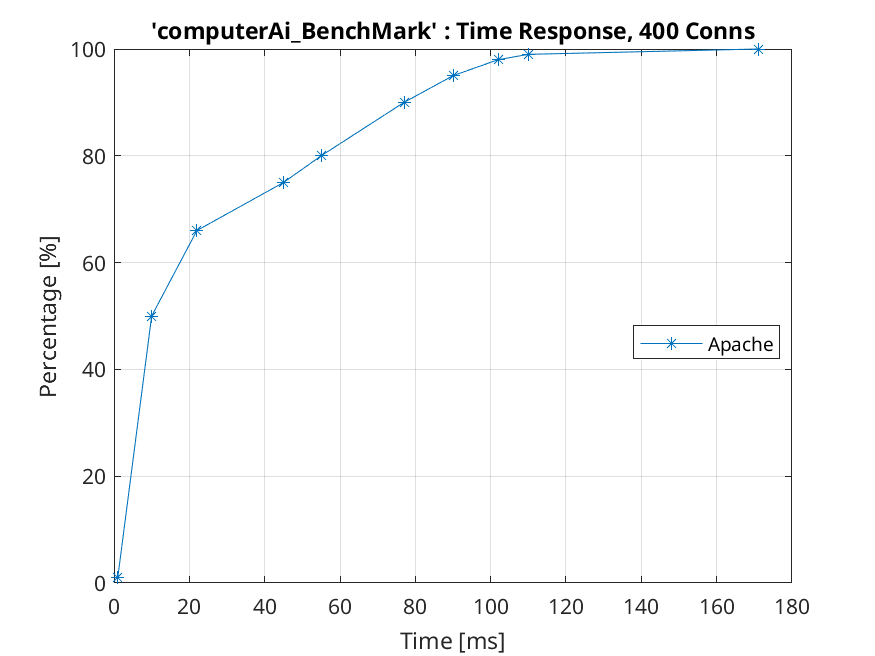 'computerAi_BenchMark' : Time Response, 400 Conns
100
80
60
40
20
0
Percentage [%]
Apache
0 20 40 60 80 100 120 140 160 180
Time [ms]